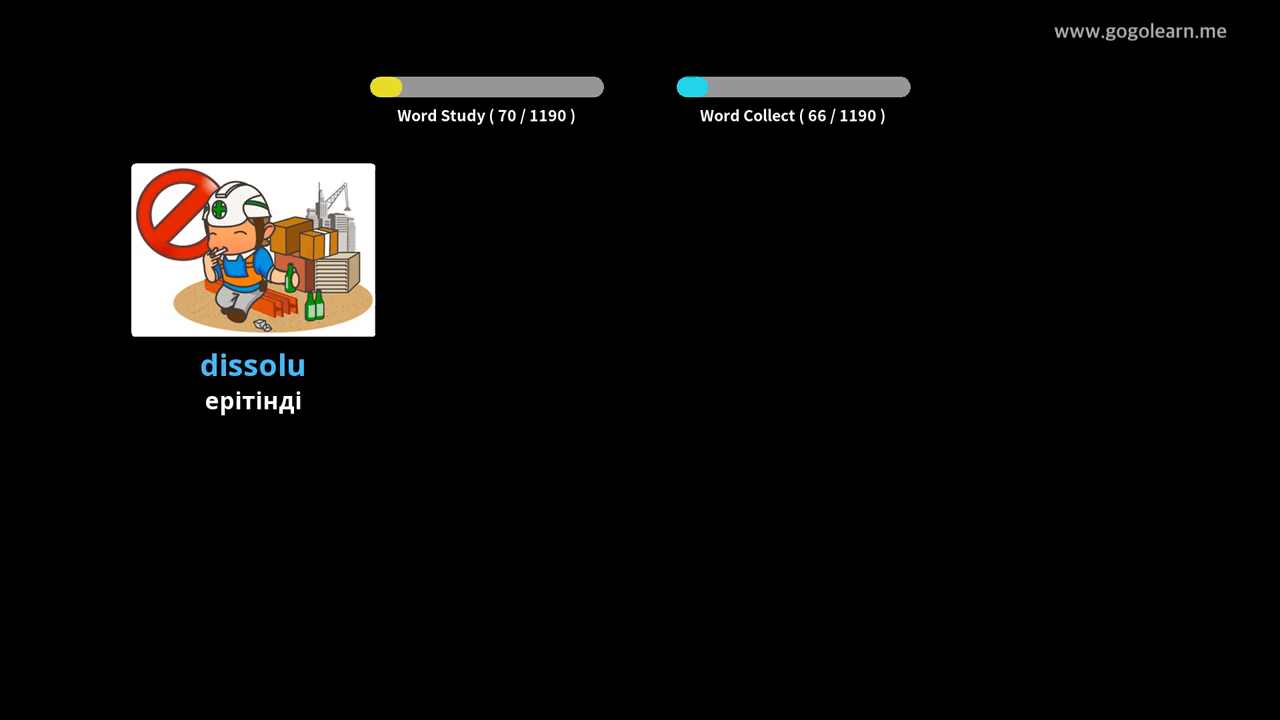 www.gogolearn.me
Word Study ( 70 / 1190 )
Word Collect ( 66 / 1190 )
dissolu
ерітінді